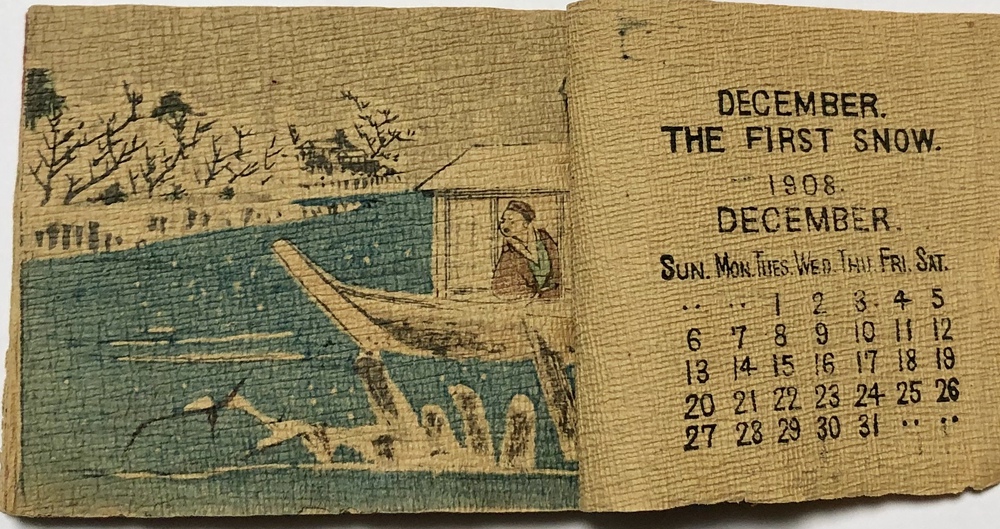 DECEMBER.
THE FIRST SNOW.
1908.
DECEMBER.
SUN. MON. TUES. WED. THU. FRI. SAT.
.. .. 1 2 3 4 5
6 7 8 9 10 11 12
13 14 15 16 17 18 19
20 21 22 23 24 25 26
27 28 29 30 31 .. ..